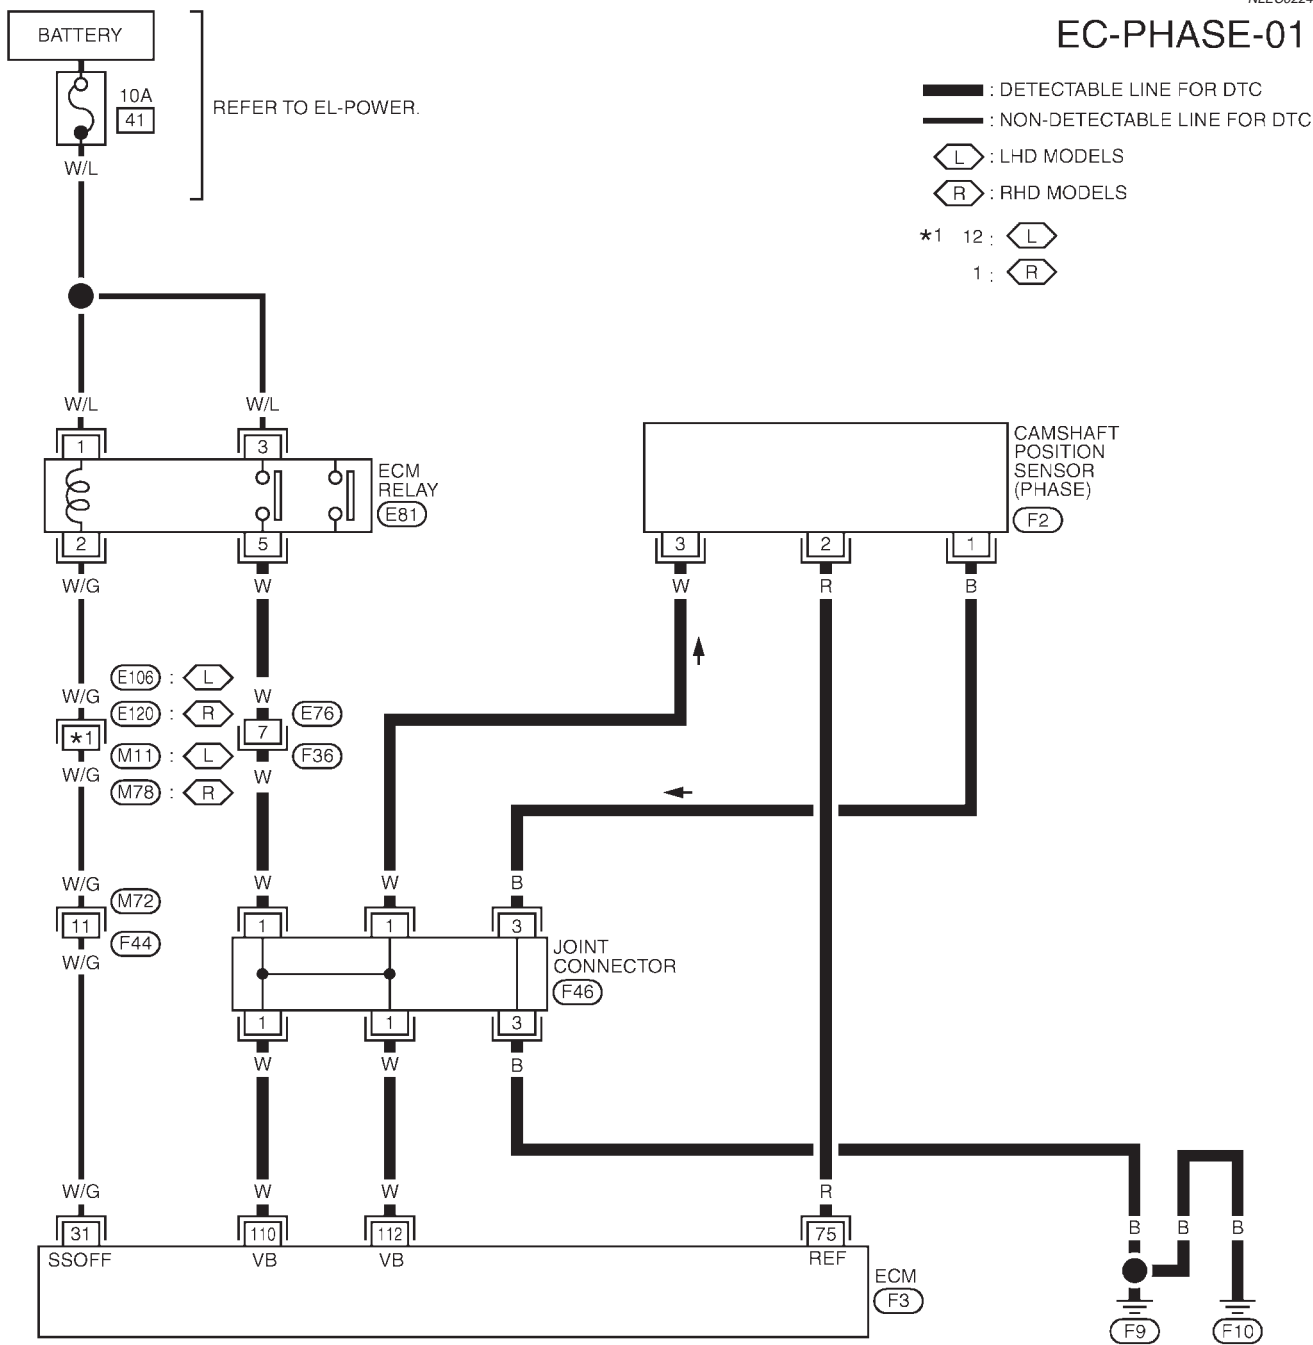 EC-PHASE-01
BATTERY
10A
41
REFER TO EL-POWER.
W/L
: DETECTABLE LINE FOR DTC
: NON-DETECTABLE LINE FOR DTC
L : LHD MODELS
R : RHD MODELS
*1 12 : L
1 : R
W/L W/L
1 3
ECM
RELAY
E81
2 5
W/G W
CAMSHAFT
POSITION
SENSOR
(PHASE)
F2
3 2 1
W R B
E106 : L
E120 : R
M11 : L
M78 : R
W/G W
*1 7
W/G W
E76
F36
W/G W W B
M72
11
F44
W/G
1 1 3
JOINT
CONNECTOR
F46
1 1 3
W W B
W/G W W R
31 110 112 75
SSOFF VB VB REF
ECM
F3
B B B
F9 F10